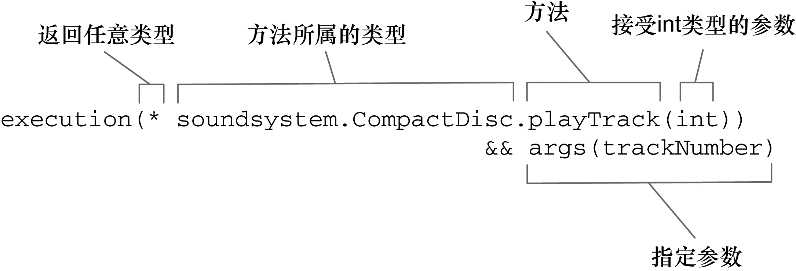 方法
返回任意类型
方法所属的类型
接受int类型的参数
execution(* soundsystem.CompactDisc.playTrack(int))
&& args(trackNumber)
指定参数